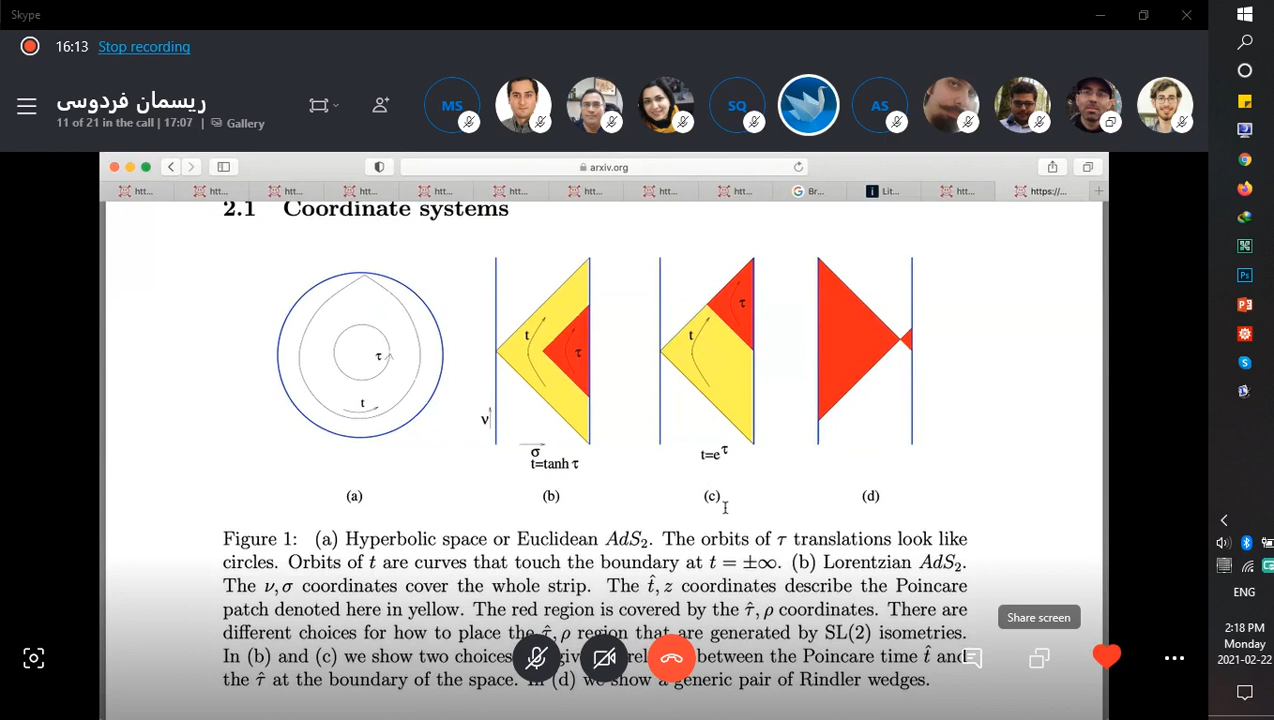 Skype
16:13 Stop recording
ریسمان فردوسی
11 of 21 in the call | 17:07 | Gallery
MS SQ AS
arxiv.org
htt... htt... htt... htt... htt... htt... htt... htt... htt... Br... Lit... htt... https://...
2.1 Coordinate systems
τ
t
t
τ
ν
σ
t=tanh τ
t
τ
t=e^τ
(a) (b) (c) (d)
Figure 1: (a) Hyperbolic space or Euclidean AdS₂. The orbits of τ translations look like
circles. Orbits of t are curves that touch the boundary at t = ±∞. (b) Lorentzian AdS₂.
The ν, σ coordinates cover the whole strip. The t̂, z coordinates describe the Poincare
patch denoted here in yellow. The red region is covered by the τ̂, ρ coordinates. There are
different choices for how to place the τ̂, ρ region that are generated by SL(2) isometries.
In (b) and (c) we show two choices between the Poincare time t̂ and
the τ̂ at the boundary of the space. In (d) we show a generic pair of Rindler wedges.
Share screen
ENG
2:18 PM
Monday
2021-02-22
Ps